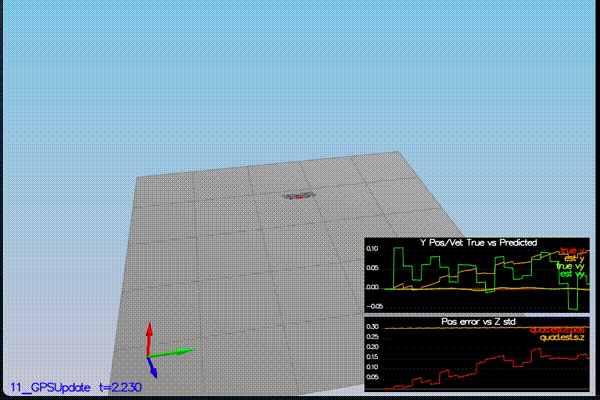 Y Pos/Vel: True vs Predicted
0.10
0.05
0.00
-0.05
true y
est y
true vy
est vy
Pos error vs Z std
0.30
0.25
0.20
0.15
0.10
0.05
quad.est.e.pos
quad.est.s.z
11_GPSUpdate t=2.230